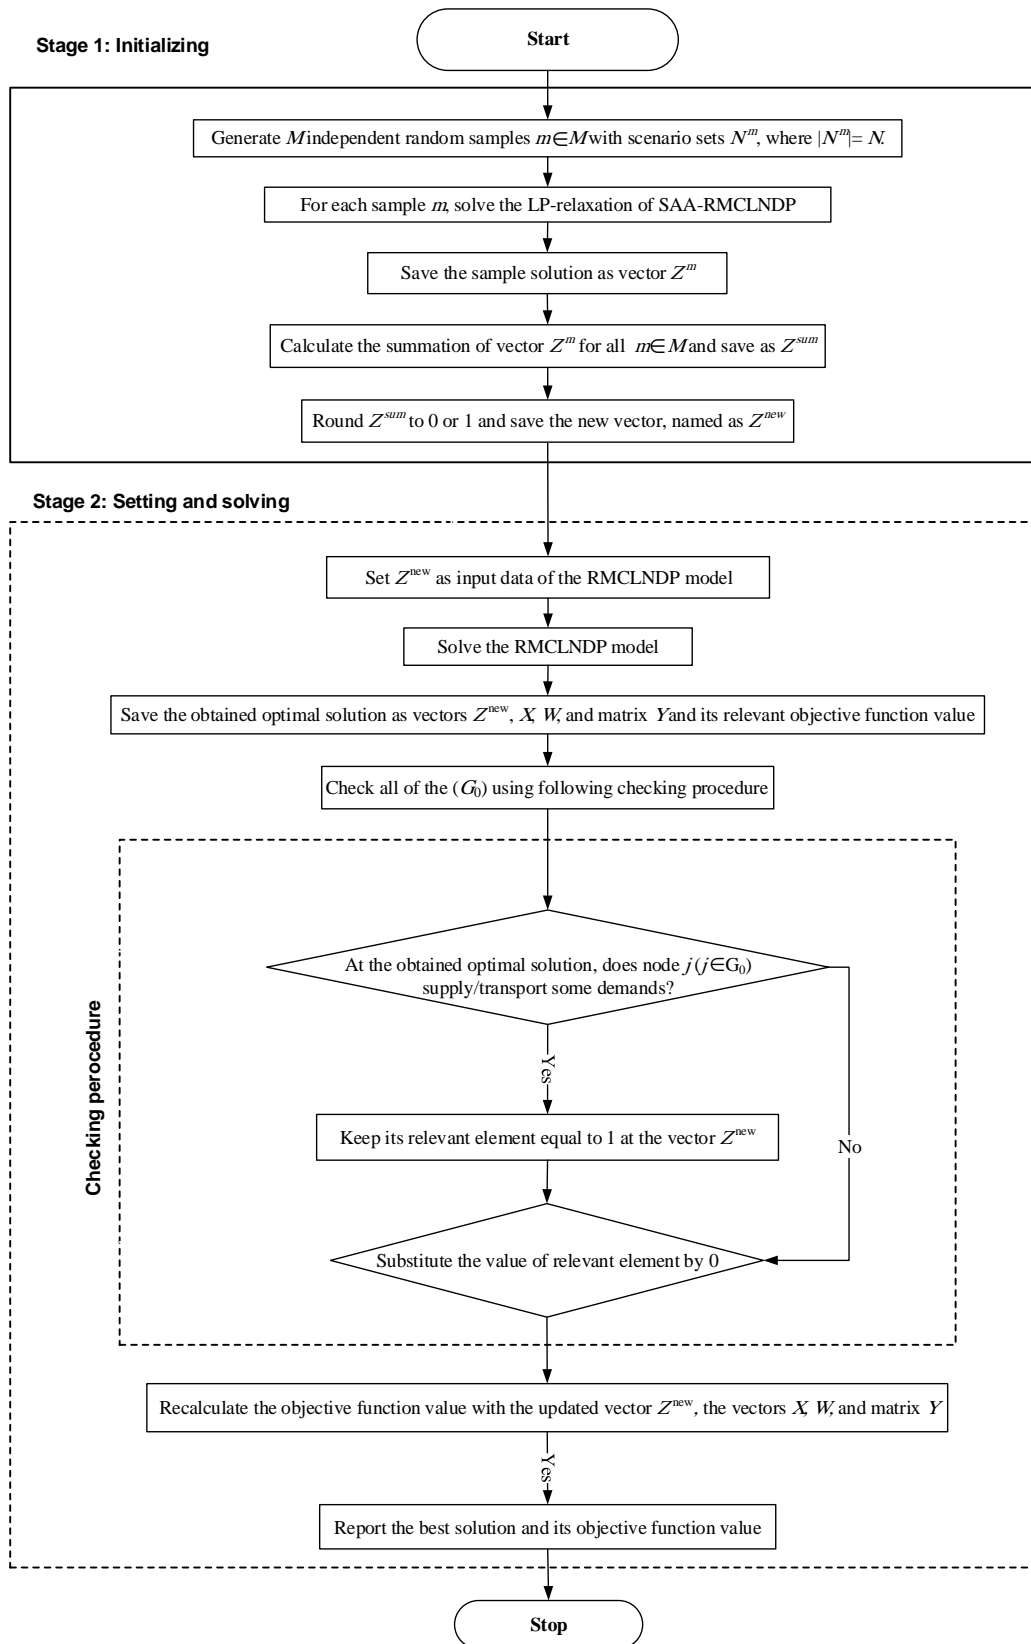 Start
Stage 1: Initializing
Generate M independent random samples m∈M with scenario sets N^m, where |N^m|= N.
For each sample m, solve the LP-relaxation of SAA-RMCLNDP
Save the sample solution as vector Z^m
Calculate the summation of vector Z^m for all m∈M and save as Z^sum
Round Z^sum to 0 or 1 and save the new vector, named as Z^new
Stage 2: Setting and solving
Set Z^new as input data of the RMCLNDP model
Solve the RMCLNDP model
Save the obtained optimal solution as vectors Z^new, X, W, and matrix Y and its relevant objective function value
Check all of the (G_0) using following checking procedure
Checking perocedure
At the obtained optimal solution, does node j (j∈G_0)
supply/transport some demands?
Yes
No
Keep its relevant element equal to 1 at the vector Z^new
Substitute the value of relevant element by 0
Recalculate the objective function value with the updated vector Z^new, the vectors X, W, and matrix Y
Yes
Report the best solution and its objective function value
Stop